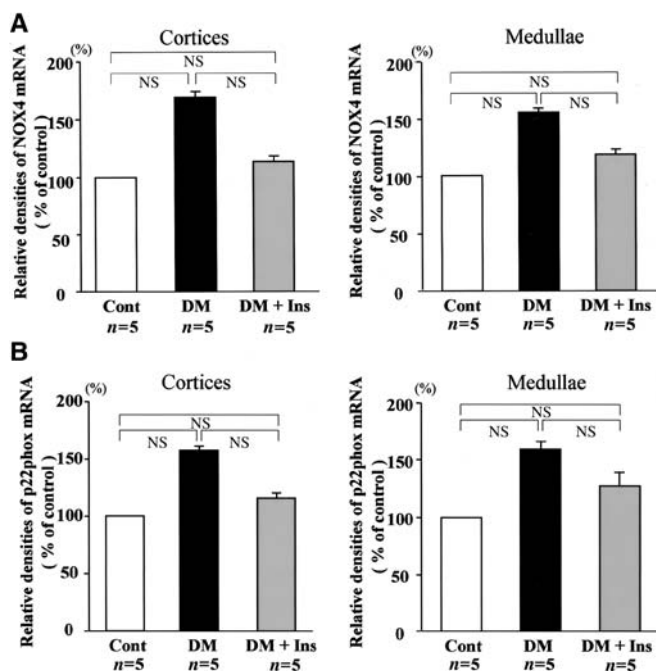 A
Cortices
(%)
200
150
100
50
0
Relative densities of NOX4 mRNA
( % of control )
NS
NS
NS
Cont
DM
DM + Ins
n=5
n=5
n=5
Medullae
(%)
200
150
100
50
0
Relative densities of NOX4 mRNA
( % of control )
NS
NS
NS
Cont
DM
DM + Ins
n=5
n=5
n=5
B
Cortices
(%)
200
150
100
50
0
Relative densities of p22phox mRNA
( % of control )
NS
NS
NS
Cont
DM
DM + Ins
n=5
n=5
n=5
Medullae
(%)
200
150
100
50
0
Relative densities of p22phox mRNA
( % of control )
NS
NS
NS
Cont
DM
DM + Ins
n=5
n=5
n=5